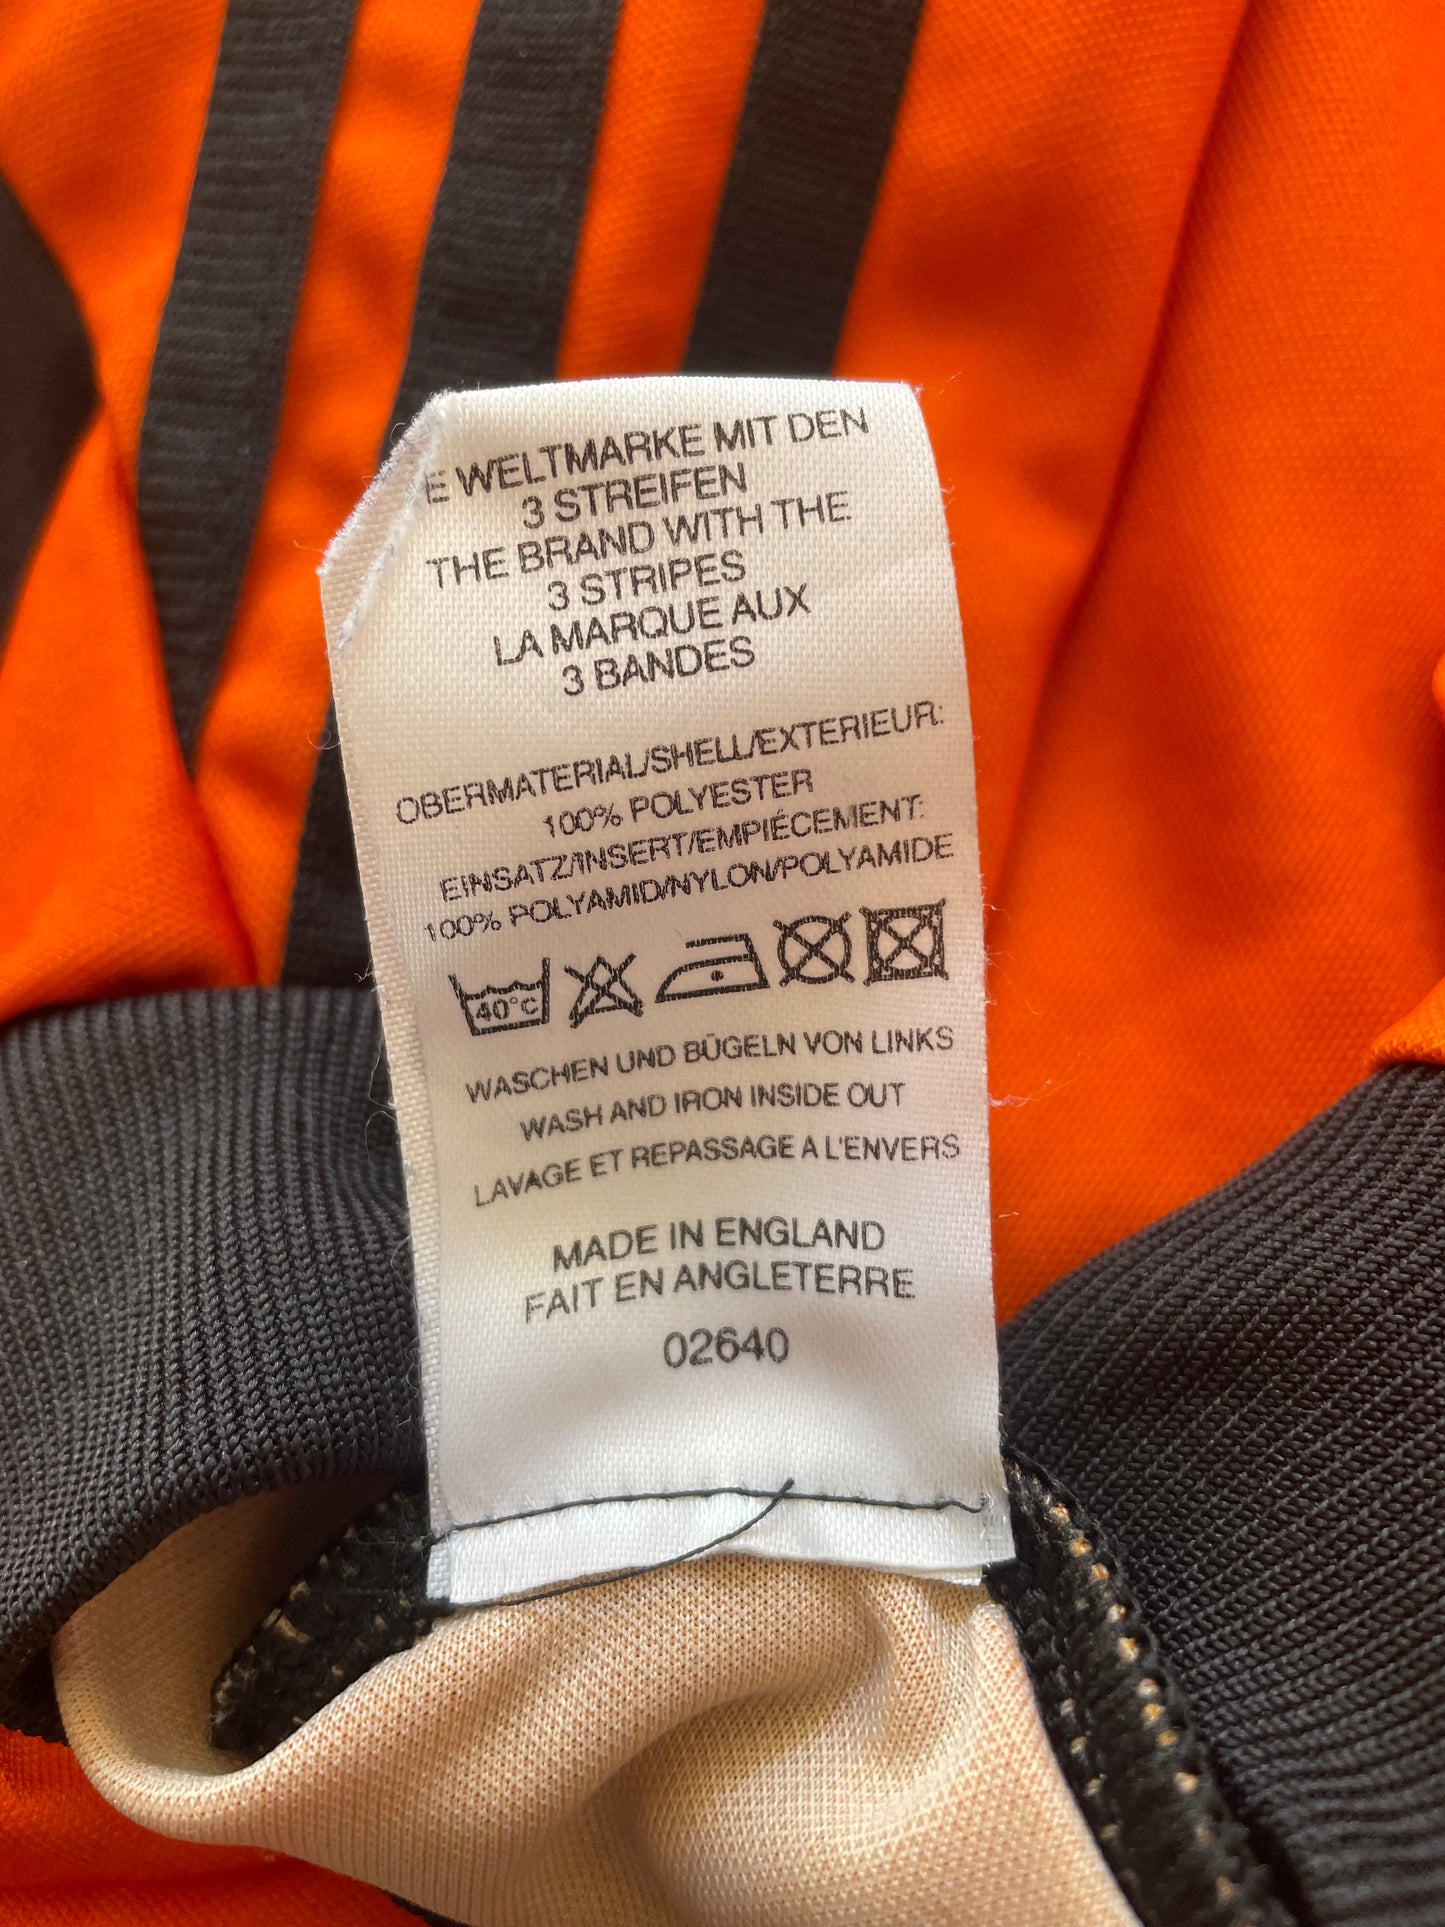 E WELTMARKE MIT DEN
3 STREIFEN
THE BRAND WITH THE
3 STRIPES
LA MARQUE AUX
3 BANDES
OBERMATERIAL/SHELL/EXTERIEUR:
100% POLYESTER
EINSATZ/INSERT/EMPIÉCEMENT:
100% POLYAMID/NYLON/POLYAMIDE
40°C
WASCHEN UND BÜGELN VON LINKS
WASH AND IRON INSIDE OUT
LAVAGE ET REPASSAGE A L'ENVERS
MADE IN ENGLAND
FAIT EN ANGLETERRE
02640